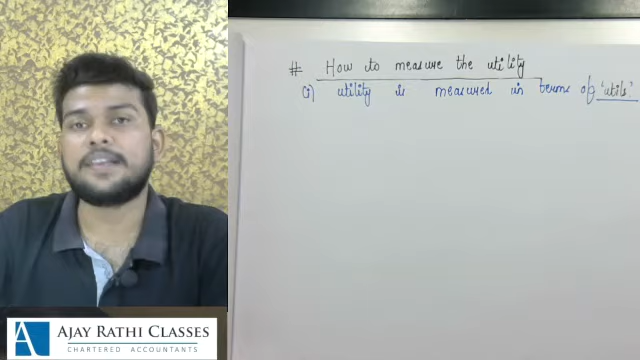 # How to measure the utility
(i) utility is measured in terms of 'utils'.
AJAY RATHI CLASSES
CHARTERED ACCOUNTANTS